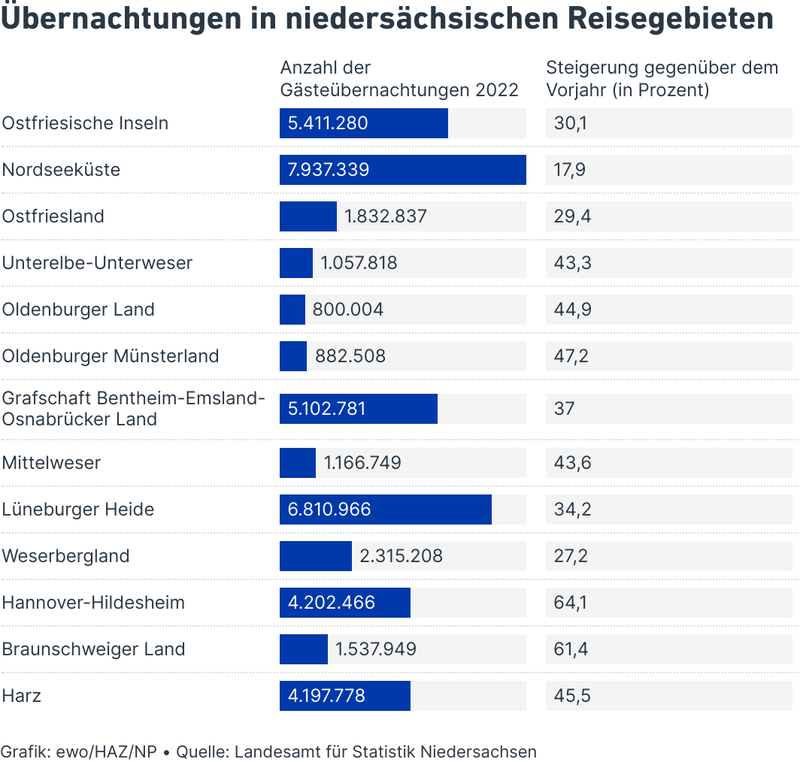 Übernachtungen in niedersächsischen Reisegebieten
Anzahl der
Gästeübernachtungen 2022
Steigerung gegenüber dem
Vorjahr (in Prozent)
Ostfriesische Inseln 5.411.280 30,1
Nordseeküste 7.937.339 17,9
Ostfriesland 1.832.837 29,4
Unterelbe-Unterweser 1.057.818 43,3
Oldenburger Land 800.004 44,9
Oldenburger Münsterland 882.508 47,2
Grafschaft Bentheim-Emsland-
Osnabrücker Land 5.102.781 37
Mittelweser 1.166.749 43,6
Lüneburger Heide 6.810.966 34,2
Weserbergland 2.315.208 27,2
Hannover-Hildesheim 4.202.466 64,1
Braunschweiger Land 1.537.949 61,4
Harz 4.197.778 45,5
Grafik: ewo/HAZ/NP • Quelle: Landesamt für Statistik Niedersachsen